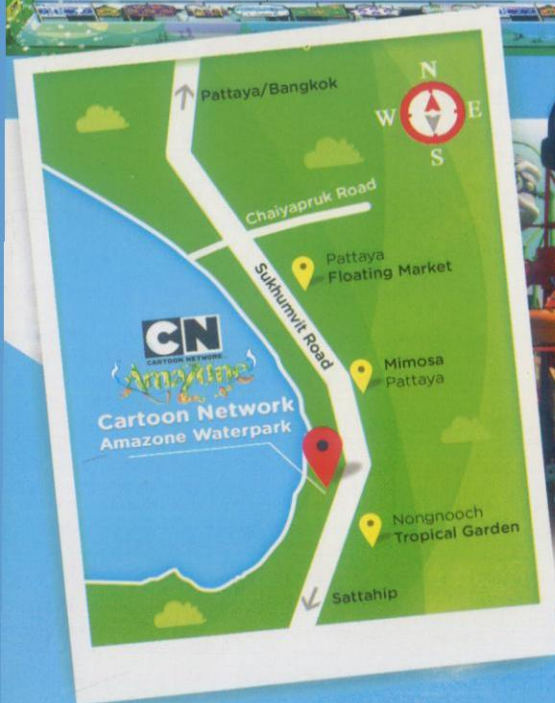 Pattaya/Bangkok
N
W E
S
Chaiyapruk Road
Pattaya
Floating Market
Sukhumvit Road
CN
CARTOON NETWORK
Amazone
Cartoon Network
Amazone Waterpark
Mimosa
Pattaya
Nongnooch
Tropical Garden
Sattahip